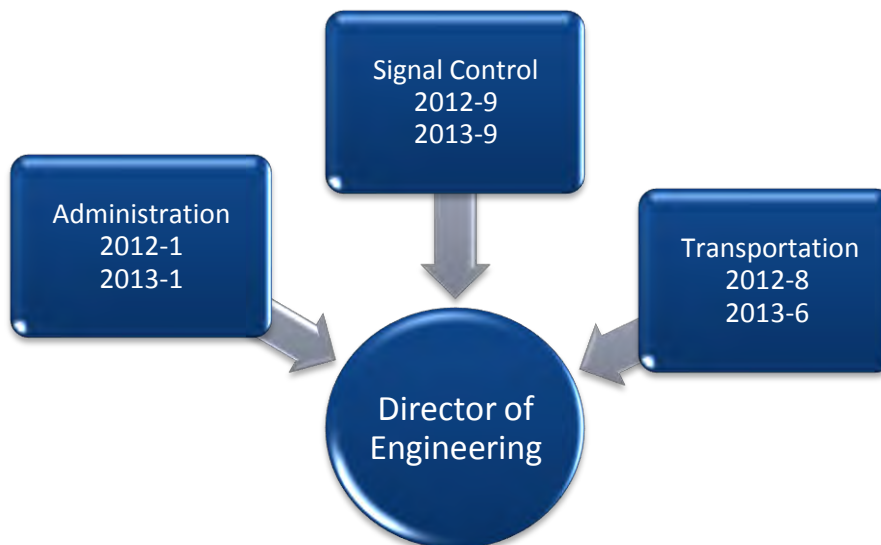 Signal Control
2012-9
2013-9
Administration
2012-1
2013-1
Transportation
2012-8
2013-6
Director of
Engineering